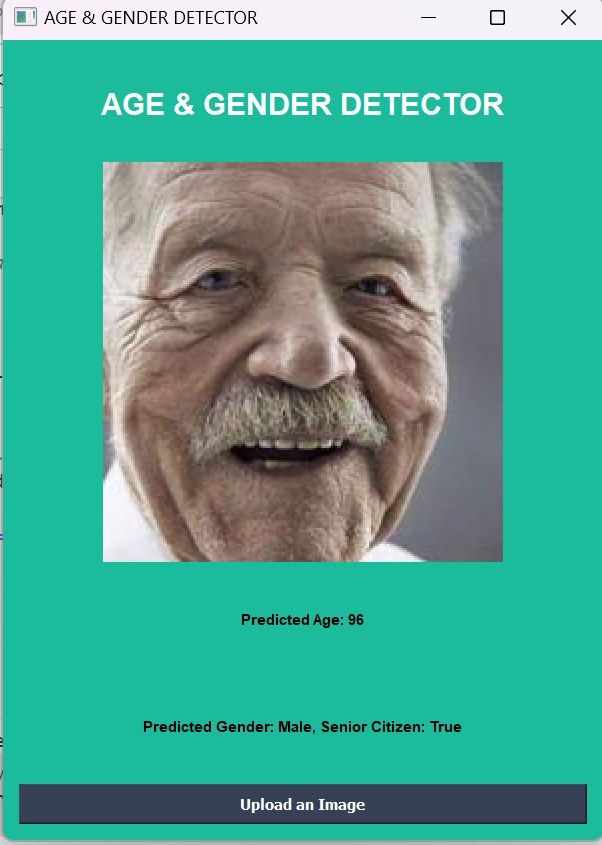 AGE & GENDER DETECTOR
AGE & GENDER DETECTOR
Predicted Age: 96
Predicted Gender: Male, Senior Citizen: True
Upload an Image